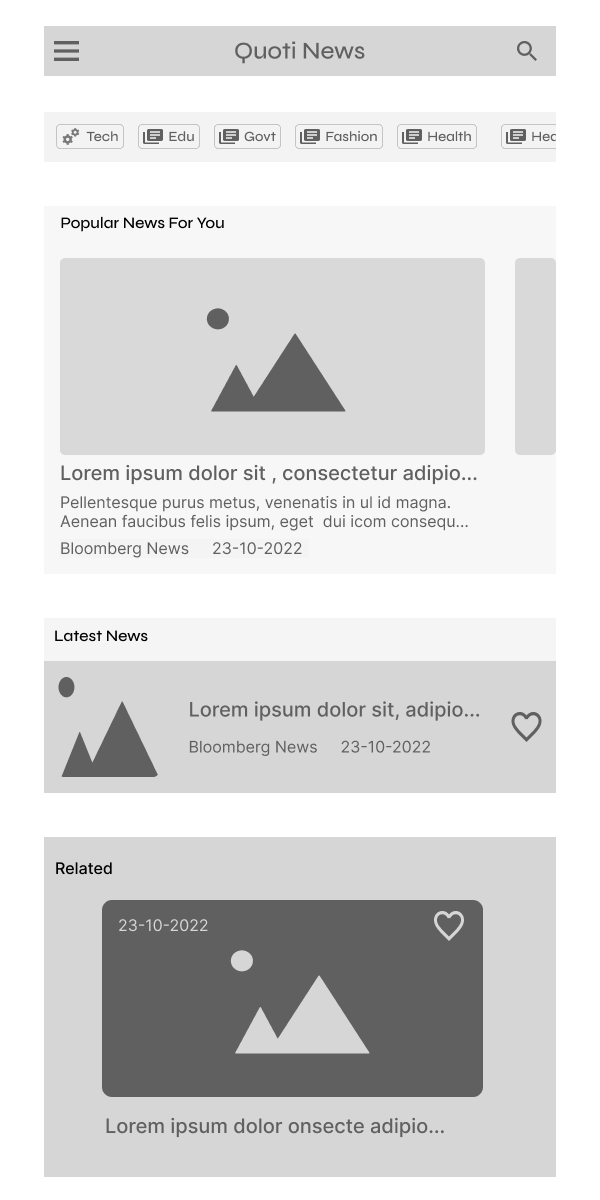 Quoti News
Tech Edu Govt Fashion Health Hea
Popular News For You
Lorem ipsum dolor sit , consectetur adipio...
Pellentesque purus metus, venenatis in ul id magna.
Aenean faucibus felis ipsum, eget  dui icom consequ...
Bloomberg News 23-10-2022
Latest News
Lorem ipsum dolor sit, adipio...
Bloomberg News 23-10-2022
Related
23-10-2022
Lorem ipsum dolor onsecte adipio...